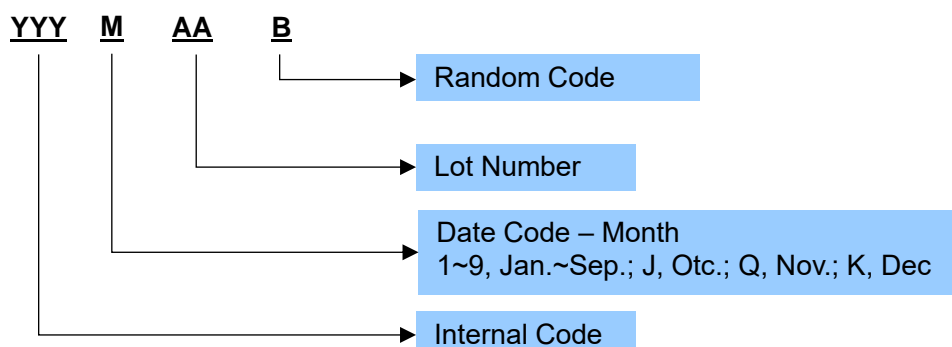 YYY M AA B
Random Code
Lot Number
Date Code – Month
1~9, Jan.~Sep.; J, Otc.; Q, Nov.; K, Dec
Internal Code